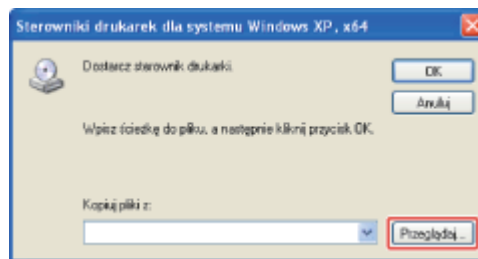 Sterowniki drukarek dla systemu Windows XP, x64
Dostarcz sterownik drukarki.
OK
Anuluj
Wpisz ścieżkę do pliku, a następnie kliknij przycisk OK.
Kopiuj pliki z:
Przeglądaj...